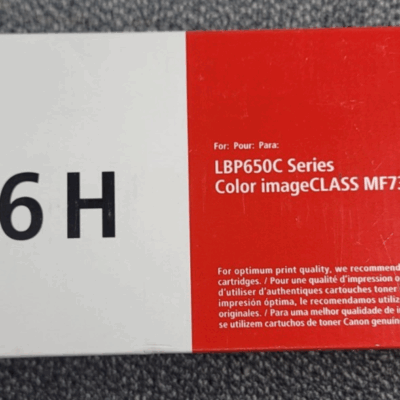 6 H
For: Pour: Para:
LBP650C Series
Color imageCLASS MF73
For optimum print quality, we recommend
cartridges. / Pour une qualité d'impression o
d'utiliser d'authentiques cartouches toner
impresión óptima, le recomendamos utiliz
originales. / Para uma melhor qualidade de i
se utilizem cartuchos de toner Canon genuin